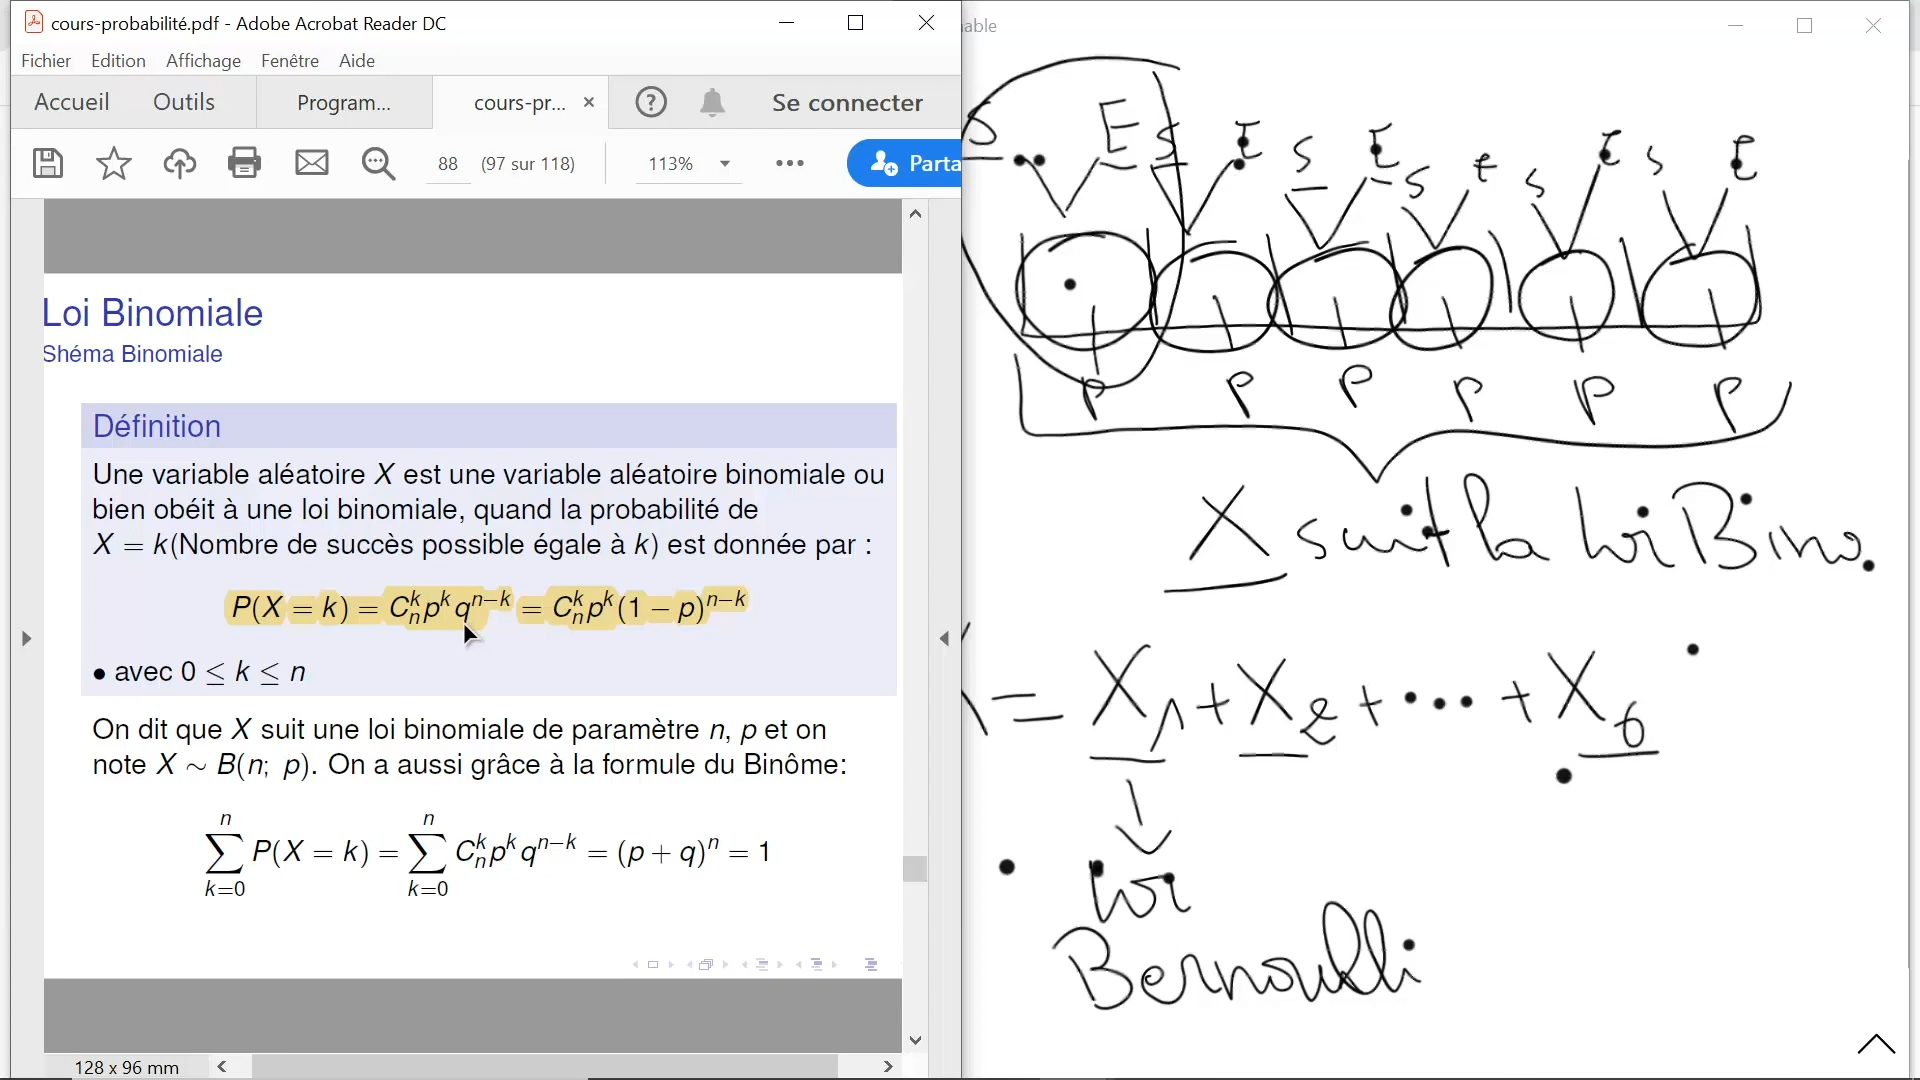 cours-probabilité.pdf - Adobe Acrobat Reader DC
Fichier Edition Affichage Fenêtre Aide
Accueil Outils Program... cours-pr... × ? Se connecter
88 (97 sur 118) 113% ••• Parta
Loi Binomiale
Shéma Binomiale
Définition
Une variable aléatoire X est une variable aléatoire binomiale ou
bien obéit à une loi binomiale, quand la probabilité de
X = k(Nombre de succès possible égale à k) est donnée par :
P(X = k) = C_n^k p^k q^{n−k} = C_n^k p^k (1 − p)^{n−k}
• avec 0 ≤ k ≤ n
On dit que X suit une loi binomiale de paramètre n, p et on
note X ∼ B(n; p). On a aussi grâce à la formule du Binôme:
∑_{k=0}^{n} P(X = k) = ∑_{k=0}^{n} C_n^k p^k q^{n−k} = (p + q)^n = 1
128 x 96 mm
able
S E S E S E S E S E S E
P P P P P P
X suit la loi Bino.
X = X1 + X2 + ... + X6
loi
Bernoulli